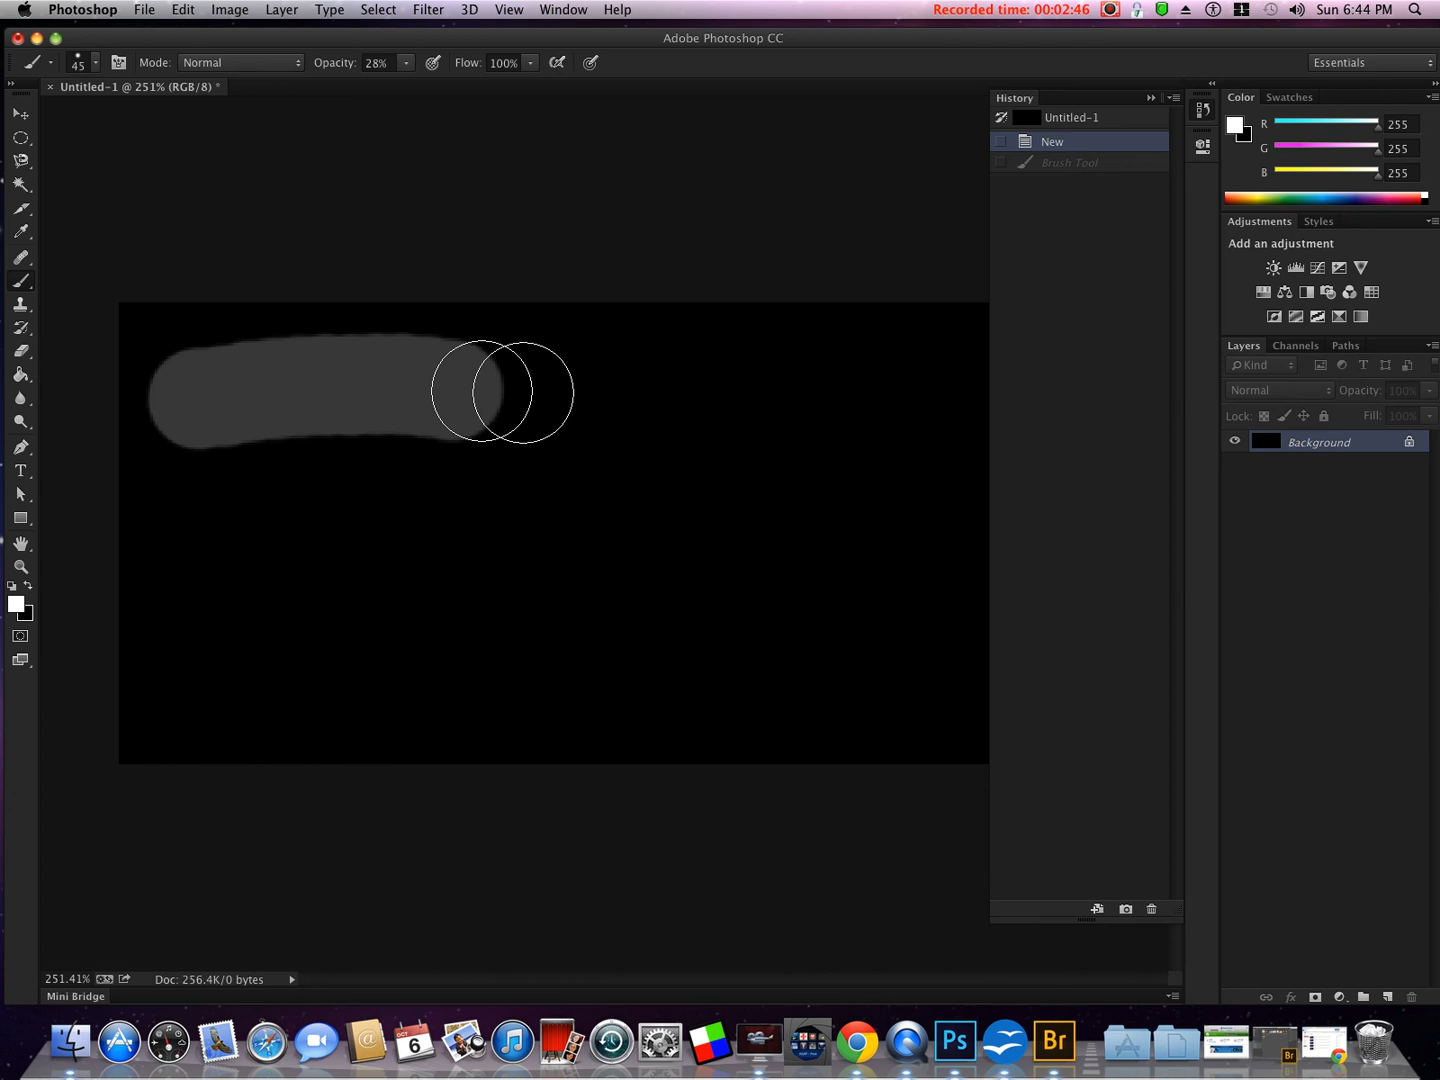 Photoshop File Edit Image Layer Type Select Filter 3D View Window Help Recorded time: 00:02:46 1 Sun 6:44 PM
Adobe Photoshop CC
45 Mode: Normal Opacity: 28% Flow: 100% Essentials
× Untitled-1 @ 251% (RGB/8) *
History
Untitled-1
New
Brush Tool
Color Swatches
R 255
G 255
B 255
Adjustments Styles
Add an adjustment
Layers Channels Paths
Kind
Normal Opacity: 100%
Lock: Fill: 100%
Background
251.41% Doc: 256.4K/0 bytes
Mini Bridge
OCT
6
Ps
Br
Br